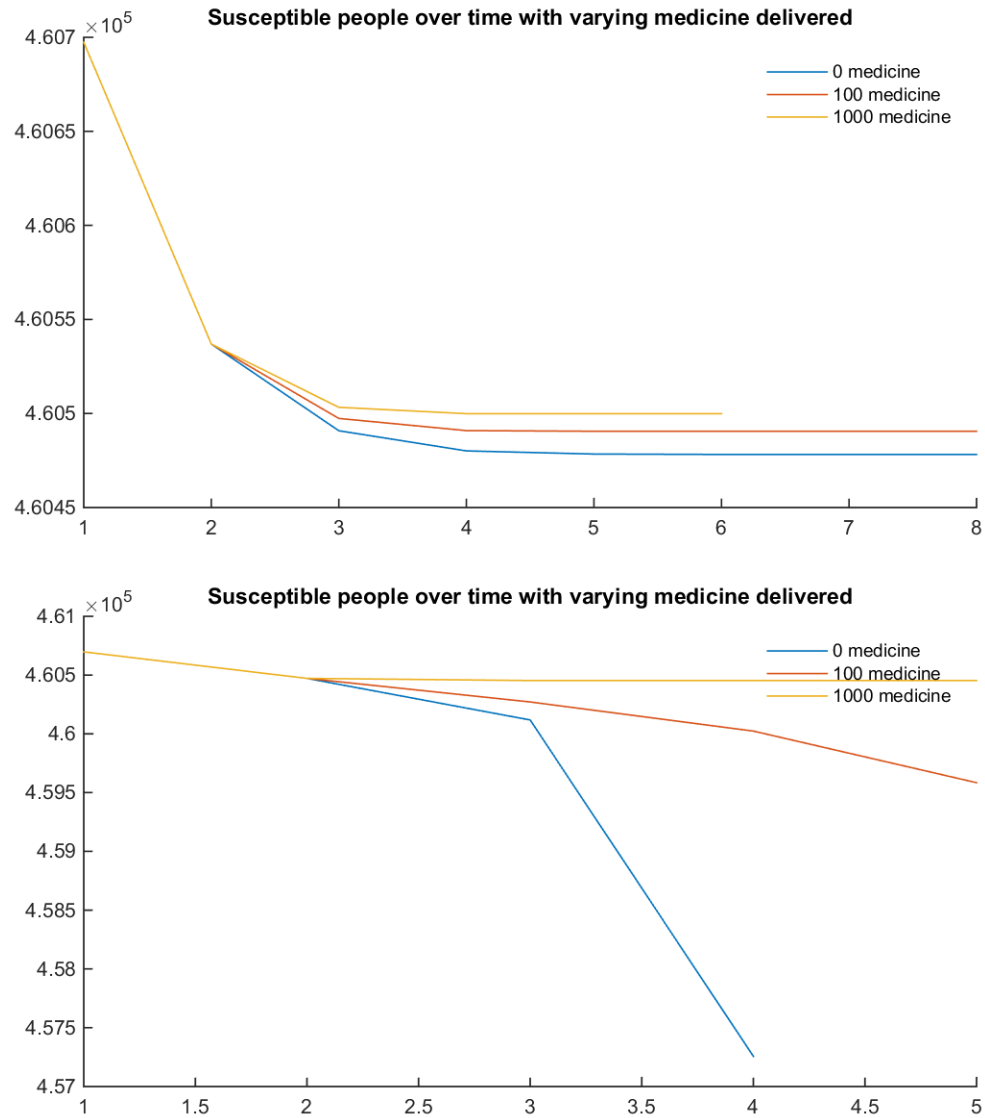 Susceptible people over time with varying medicine delivered
×10^5
4.607
4.6065
4.606
4.6055
4.605
4.6045
0 medicine
100 medicine
1000 medicine
1 2 3 4 5 6 7 8
Susceptible people over time with varying medicine delivered
×10^5
4.61
4.605
4.6
4.595
4.59
4.585
4.58
4.575
4.57
0 medicine
100 medicine
1000 medicine
1 1.5 2 2.5 3 3.5 4 4.5 5